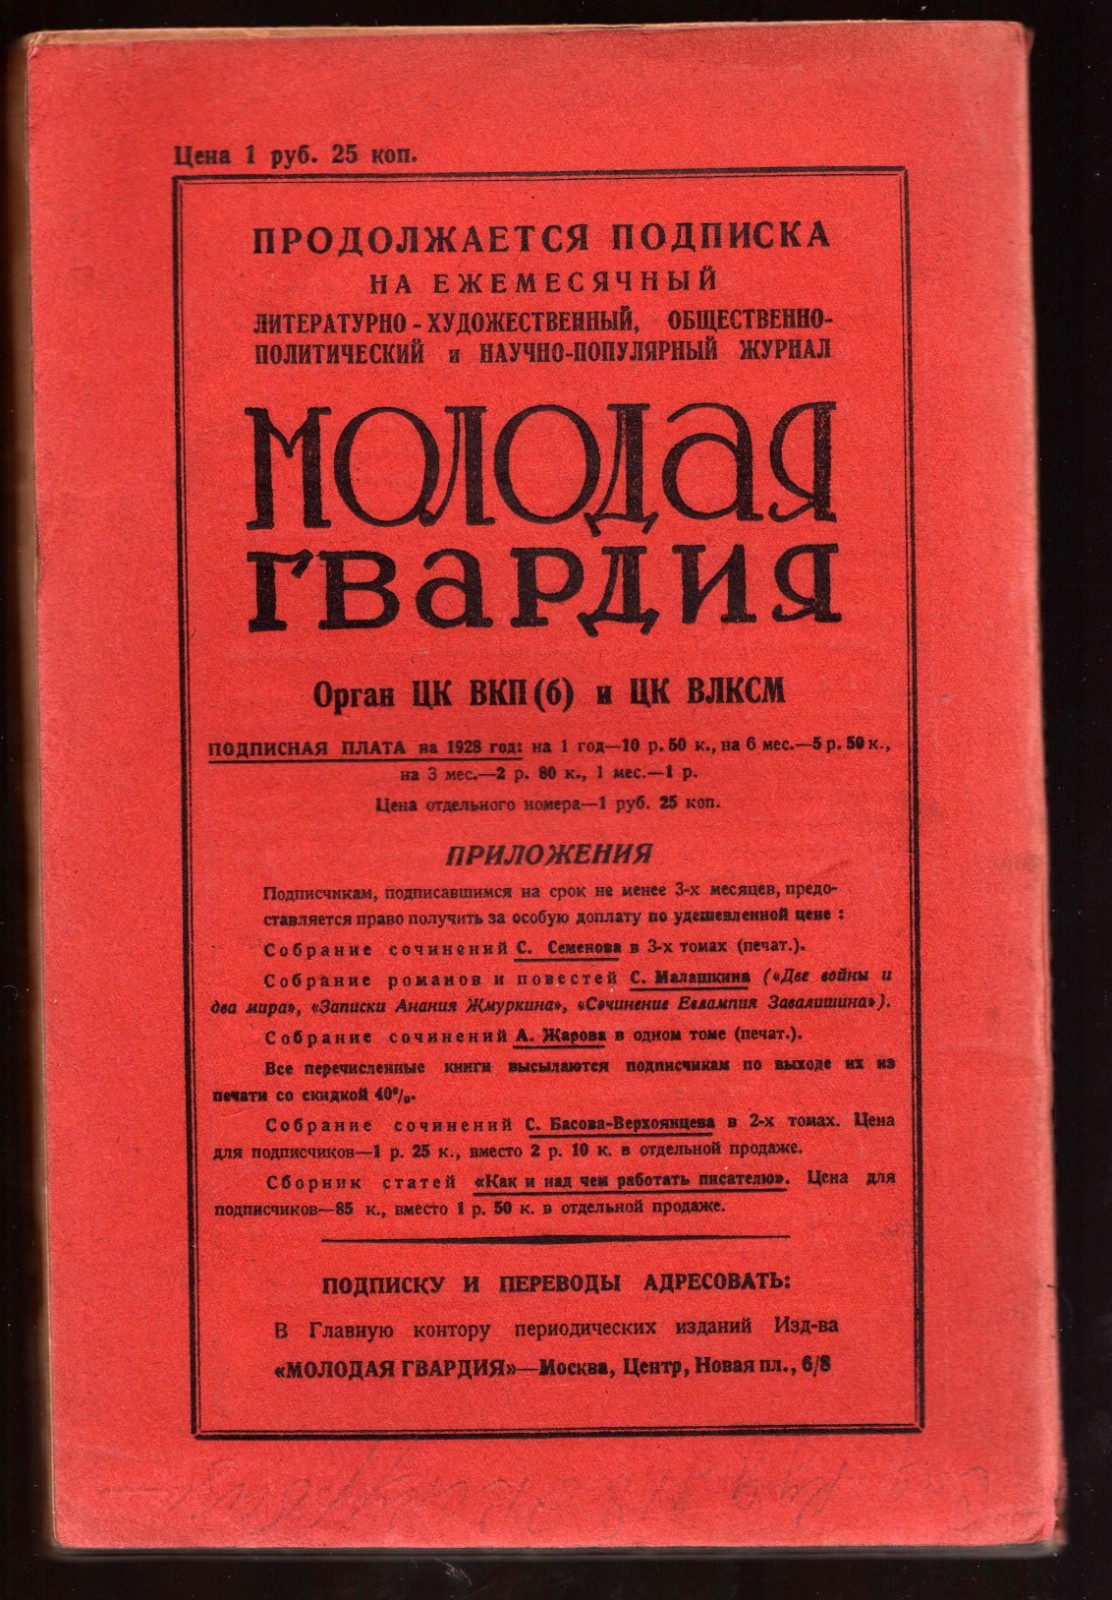 Цена 1 руб. 25 коп.
ПРОДОЛЖАЕТСЯ ПОДПИСКА
НА ЕЖЕМЕСЯЧНЫЙ
ЛИТЕРАТУРНО-ХУДОЖЕСТВЕННЫЙ, ОБЩЕСТВЕННО-
ПОЛИТИЧЕСКИЙ и НАУЧНО-ПОПУЛЯРНЫЙ ЖУРНАЛ
МОЛОДАЯ
ГВАРДИЯ
Орган ЦК ВКП(б) и ЦК ВЛКСМ
ПОДПИСНАЯ ПЛАТА на 1928 год: на 1 год—10 р. 50 к., на 6 мес.—5 р. 50 к.,
на 3 мес.—2 р. 80 к., 1 мес.—1 р.
Цена отдельного номера—1 руб. 25 коп.
ПРИЛОЖЕНИЯ
Подписчикам, подписавшимся на срок не менее 3-х месяцев, предо-
ставляется право получить за особую доплату по удешевленной цене:
Собрание сочинений С. Семенова в 3-х томах (печат.).
Собрание романов и повестей С. Малашкина («Две войны и
два мира», «Записки Анания Жмуркина», «Сочинение Евлампия Завалишина»).
Собрание сочинений А. Жарова в одном томе (печат.).
Все перечисленные книги высылаются подписчикам по выходе их из
печати со скидкой 40%.
Собрание сочинений С. Басова-Верхоянцева в 2-х томах. Цена
для подписчиков—1 р. 25 к., вместо 2 р. 10 к. в отдельной продаже.
Сборник статей «Как и над чем работать писателю». Цена для
подписчиков—85 к., вместо 1 р. 50 к. в отдельной продаже.
ПОДПИСКУ И ПЕРЕВОДЫ АДРЕСОВАТЬ:
В Главную контору периодических изданий Изд-ва
«МОЛОДАЯ ГВАРДИЯ»—Москва, Центр, Новая пл., 6/8